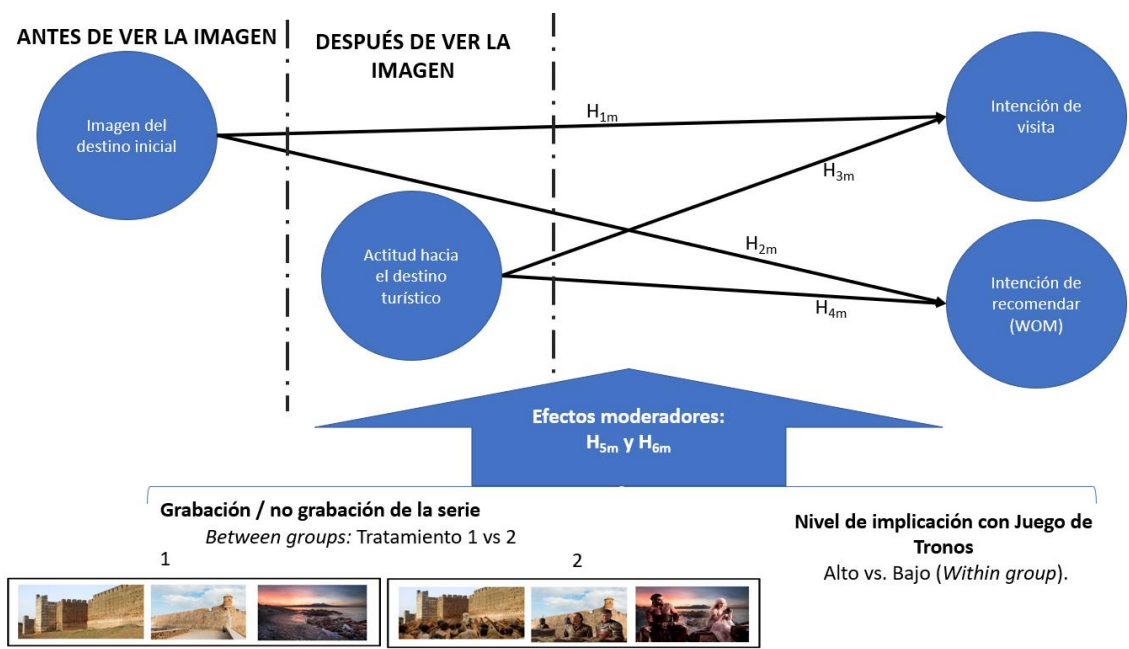 ANTES DE VER LA IMAGEN
DESPUÉS DE VER LA
IMAGEN
Imagen del
destino inicial
H1m
Intención de
visita
H3m
Actitud hacia
el destino
turístico
H2m
H4m
Intención de
recomendar
(WOM)
Efectos moderadores:
H5m y H6m
Grabación / no grabación de la serie
Between groups: Tratamiento 1 vs 2
1
2
Nivel de implicación con Juego de
Tronos
Alto vs. Bajo (Within group).